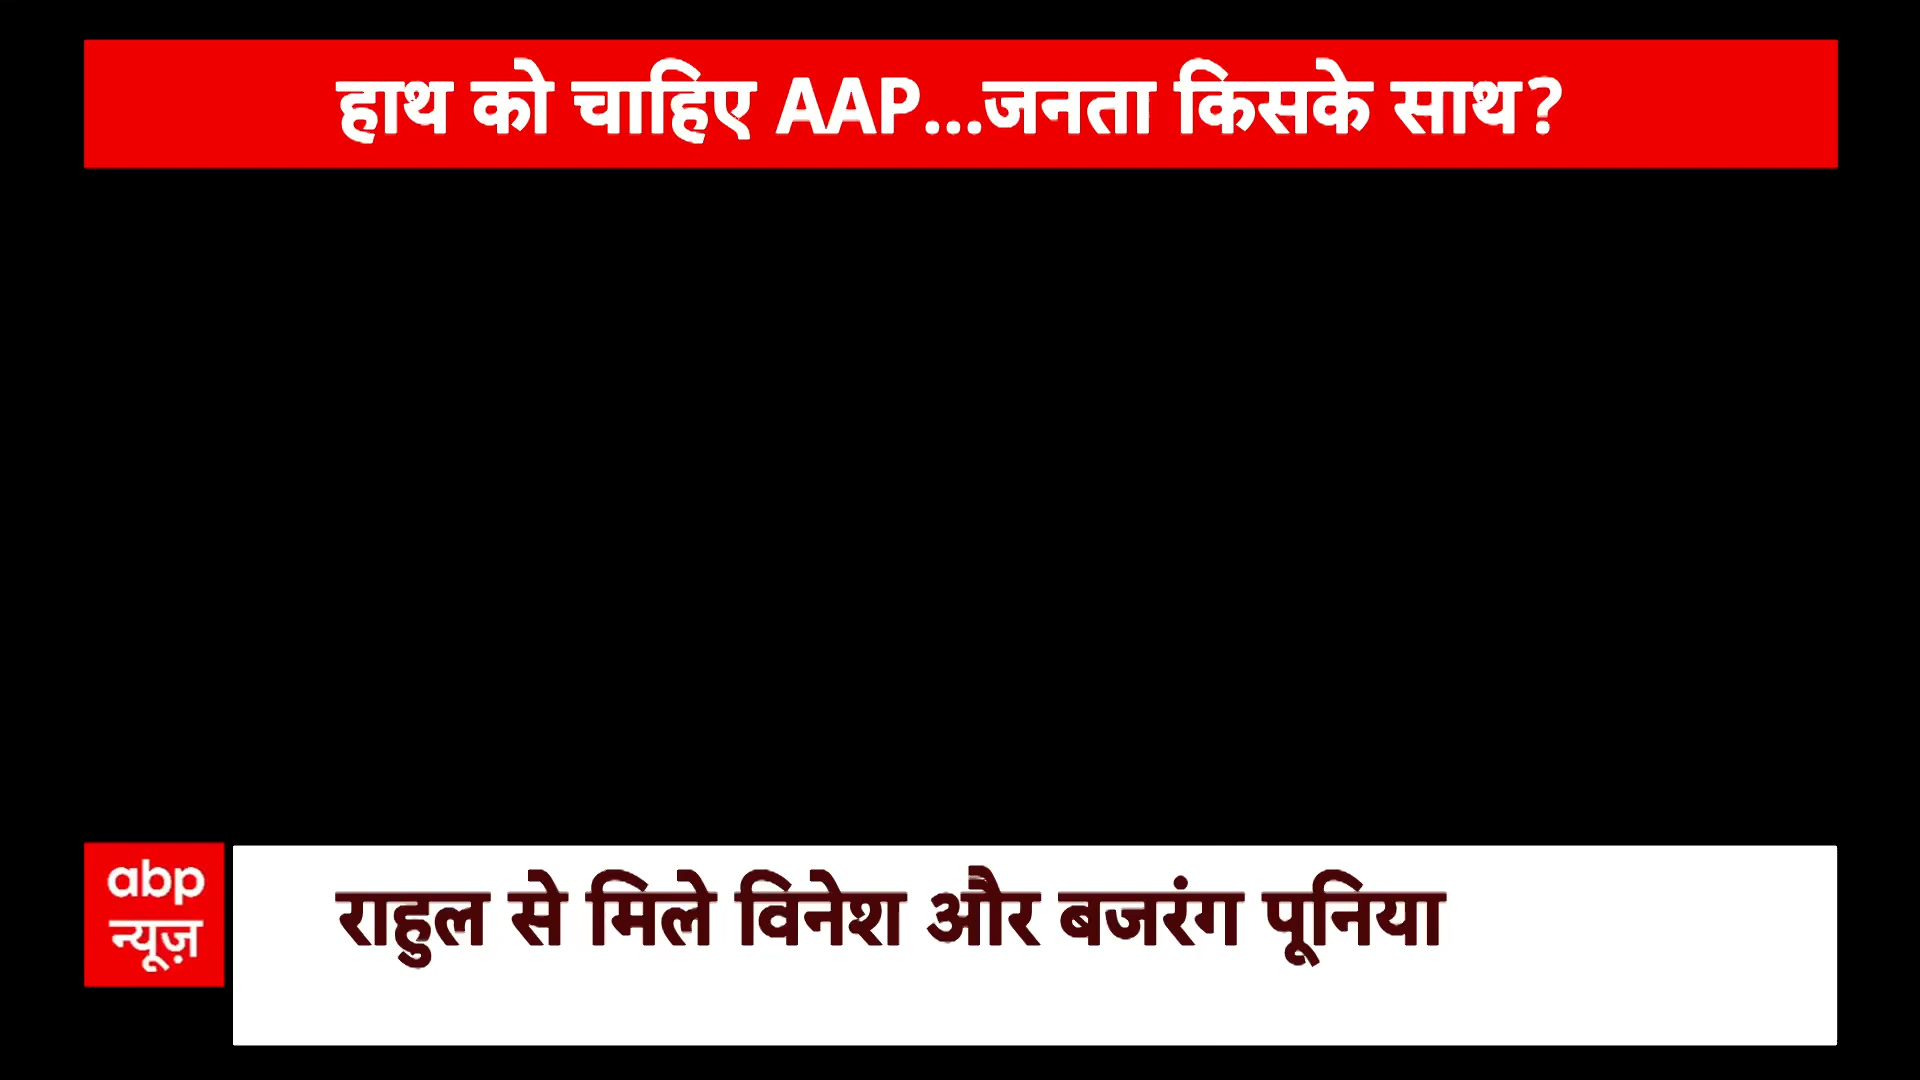 हाथ को चाहिए AAP...जनता किसके साथ?
abp
न्यूज़
राहुल से मिले विनेश और बजरंग पूनिया